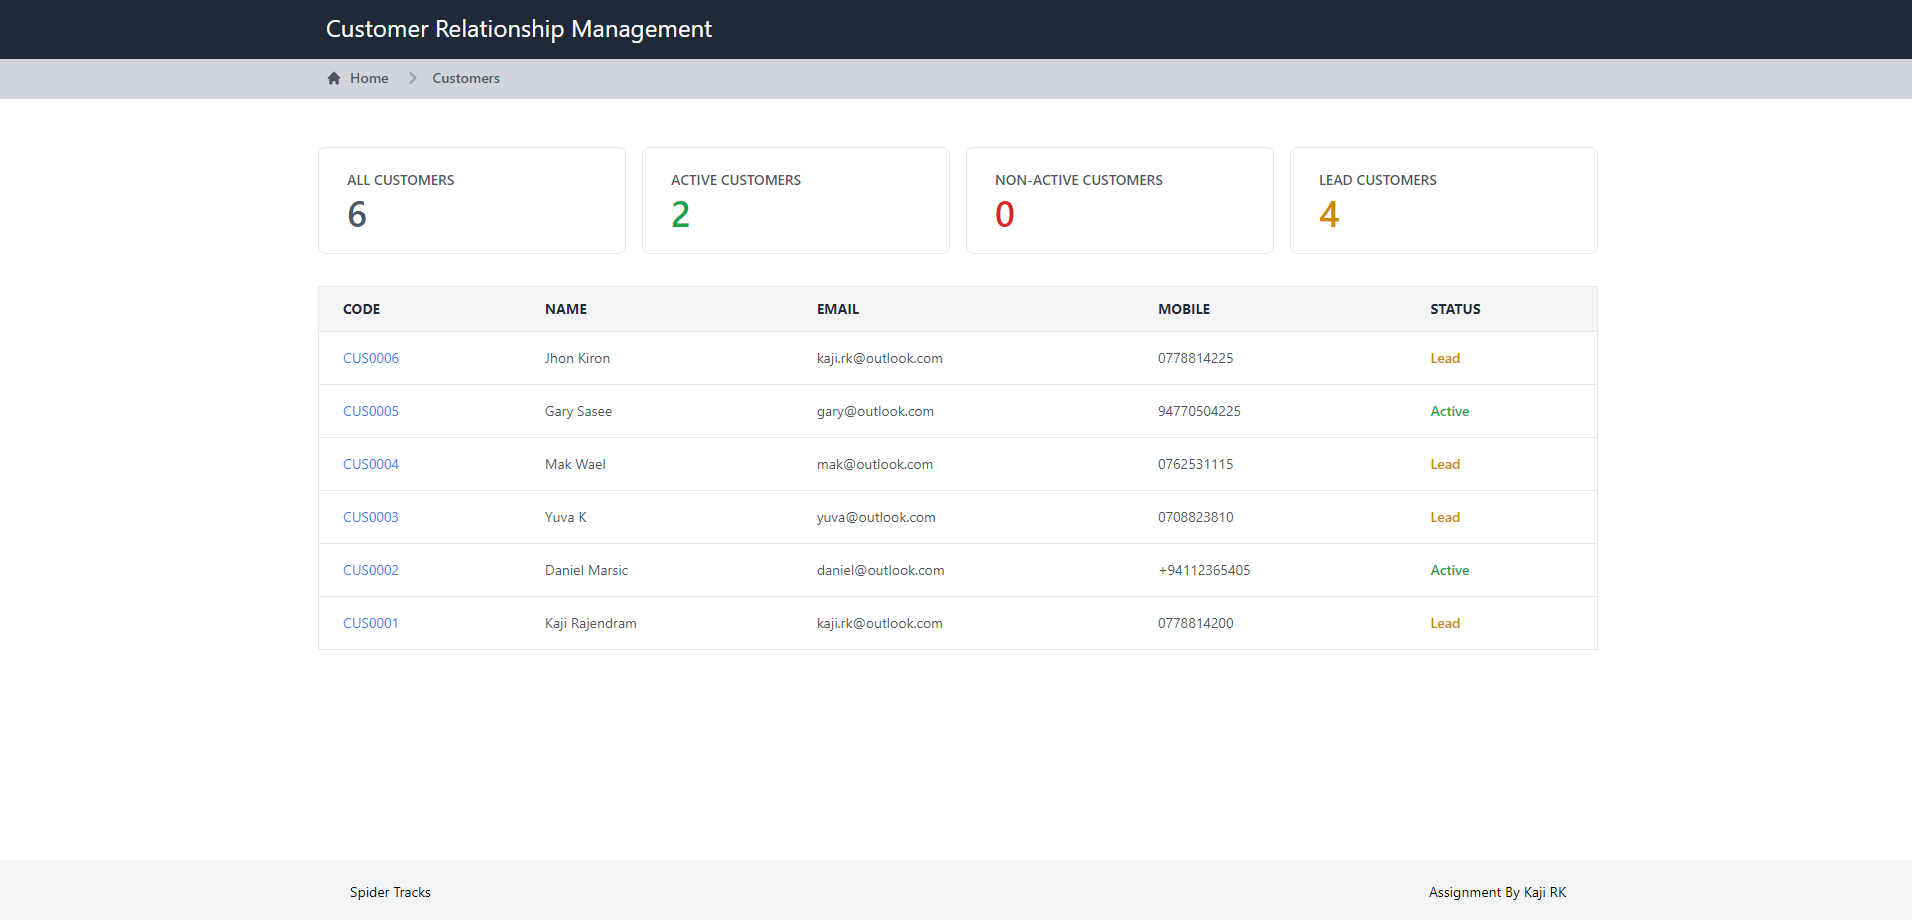 Customer Relationship Management
Home Customers
ALL CUSTOMERS ACTIVE CUSTOMERS NON-ACTIVE CUSTOMERS LEAD CUSTOMERS
6 2 0 4
CODE NAME EMAIL MOBILE STATUS
CUS0006 Jhon Kiron kaji.rk@outlook.com 0778814225 Lead
CUS0005 Gary Sasee gary@outlook.com 94770504225 Active
CUS0004 Mak Wael mak@outlook.com 0762531115 Lead
CUS0003 Yuva K yuva@outlook.com 0708823810 Lead
CUS0002 Daniel Marsic daniel@outlook.com +94112365405 Active
CUS0001 Kaji Rajendram kaji.rk@outlook.com 0778814200 Lead
Spider Tracks Assignment By Kaji RK